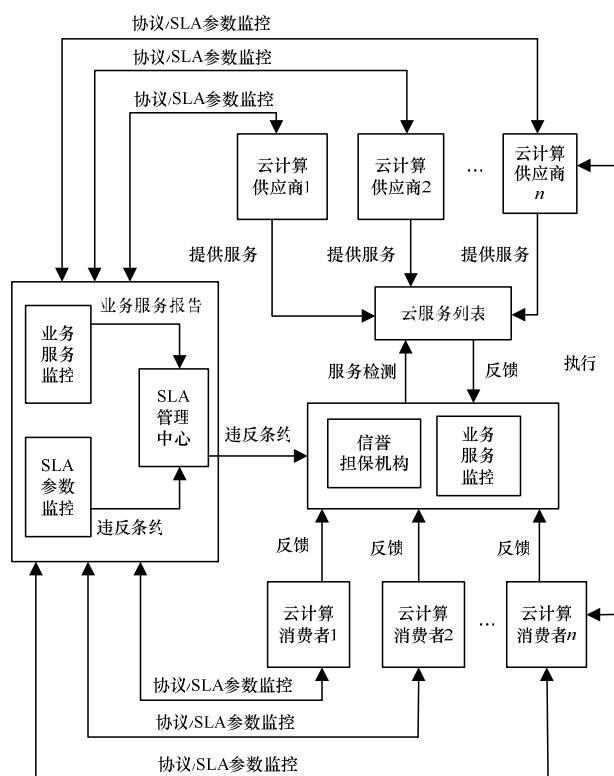 协议/SLA参数监控
协议/SLA参数监控
协议/SLA参数监控
云计算
供应商1
云计算
供应商2
…
云计算
供应商
n
提供服务
提供服务
提供服务
业务服务报告
云服务列表
业务
服务
监控
服务检测
反馈
执行
SLA
管理
中心
违反条约
信誉
担保机构
业务
服务
监控
SLA
参数
监控
违反条约
反馈
反馈
反馈
云计算
消费者1
云计算
消费者2
…
云计算
消费者n
协议/SLA参数监控
协议/SLA参数监控
协议/SLA参数监控